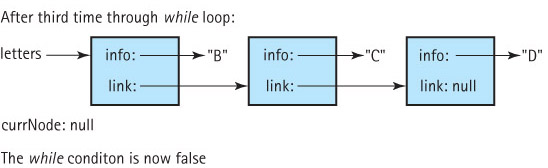 After third time through while loop:
letters info: "B" info: "C" info: "D"
link: link: link: null
currNode: null
The while conditon is now false